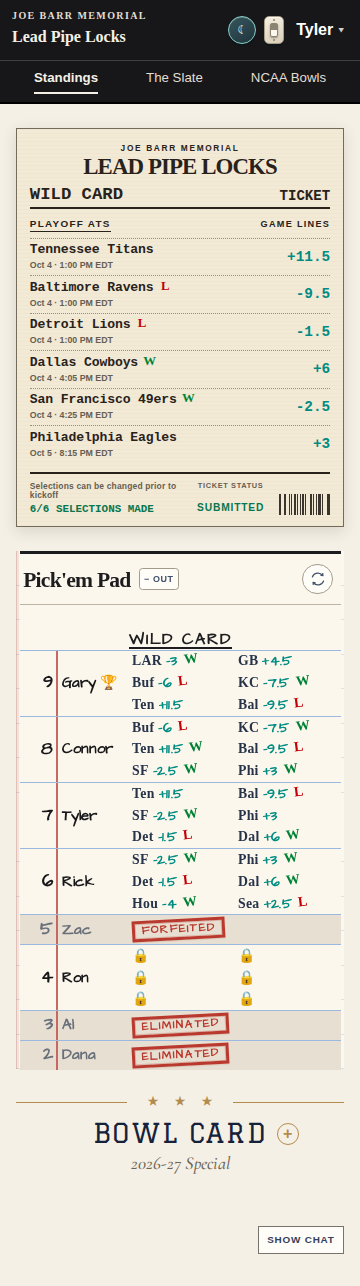 JOE BARR MEMORIAL
Lead Pipe Locks
Tyler
Standings The Slate NCAA Bowls
JOE BARR MEMORIAL
LEAD PIPE LOCKS
WILD CARD TICKET
PLAYOFF ATS GAME LINES
Tennessee Titans
Oct 4 · 1:00 PM EDT
+11.5
Baltimore Ravens L
Oct 4 · 1:00 PM EDT
-9.5
Detroit Lions L
Oct 4 · 1:00 PM EDT
-1.5
Dallas Cowboys W
Oct 4 · 4:05 PM EDT
+6
San Francisco 49ers W
Oct 4 · 4:25 PM EDT
-2.5
Philadelphia Eagles
Oct 5 · 8:15 PM EDT
+3
Selections can be changed prior to
kickoff
6/6 SELECTIONS MADE
TICKET STATUS
SUBMITTED
Pick'em Pad − OUT
WILD CARD
LAR -3 W GB +4.5
9 Gary 🏆 Buf -6 L KC -7.5 W
Ten +11.5 Bal -9.5 L
Buf -6 L KC -7.5 W
8 Connor Ten +11.5 W Bal -9.5 L
SF -2.5 W Phi +3 W
Ten +11.5 Bal -9.5 L
7 Tyler SF -2.5 W Phi +3
Det -1.5 L Dal +6 W
SF -2.5 W Phi +3 W
6 Rick Det -1.5 L Dal +6 W
Hou -4 W Sea +2.5 L
5 Zac FORFEITED
4 Ron
3 Al ELIMINATED
2 Dana ELIMINATED
★ ★ ★
BOWL CARD +
2026-27 Special
SHOW CHAT